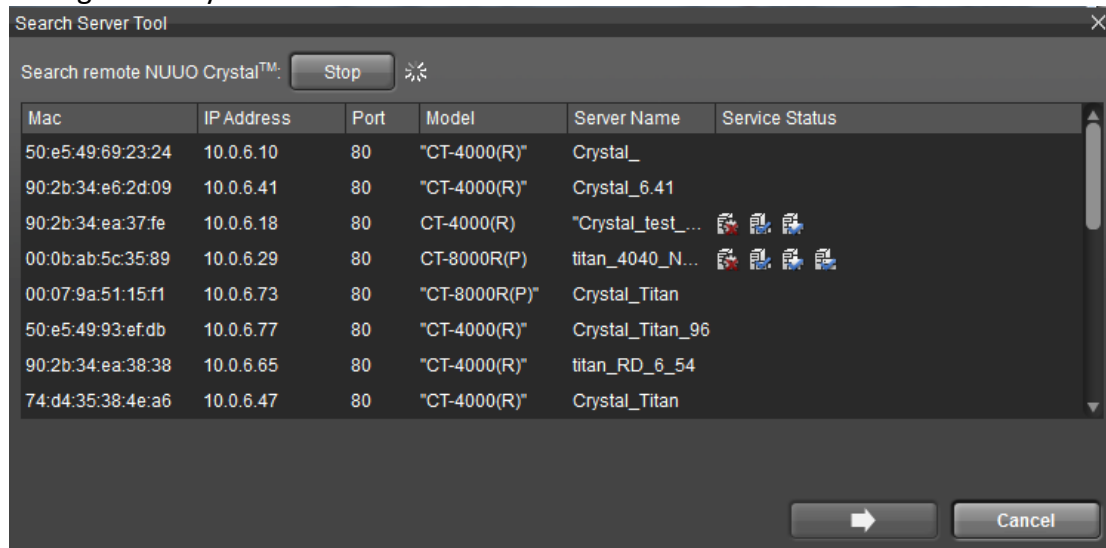 Search Server Tool
Search remote NUUO Crystal™: Stop
Mac IP Address Port Model Server Name Service Status
50:e5:49:69:23:24 10.0.6.10 80 "CT-4000(R)" Crystal_
90:2b:34:e6:2d:09 10.0.6.41 80 "CT-4000(R)" Crystal_6.41
90:2b:34:ea:37:fe 10.0.6.18 80 CT-4000(R) "Crystal_test_...
00:0b:ab:5c:35:89 10.0.6.29 80 CT-8000R(P) titan_4040_N...
00:07:9a:51:15:f1 10.0.6.73 80 "CT-8000R(P)" Crystal_Titan
50:e5:49:93:ef:db 10.0.6.77 80 "CT-4000(R)" Crystal_Titan_96
90:2b:34:ea:38:38 10.0.6.65 80 "CT-4000(R)" titan_RD_6_54
74:d4:35:38:4e:a6 10.0.6.47 80 "CT-4000(R)" Crystal_Titan
Cancel